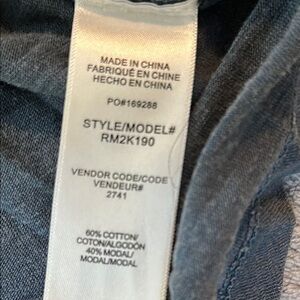 MADE IN CHINA
FABRIQUÉ EN CHINE
HECHO EN CHINA
PO#169288
STYLE/MODEL#
RM2K190
VENDOR CODE/CODE
VENDEUR#
2741
60% COTTON/
COTON/ALGODÓN
40% MODAL/
MODAL/MODAL